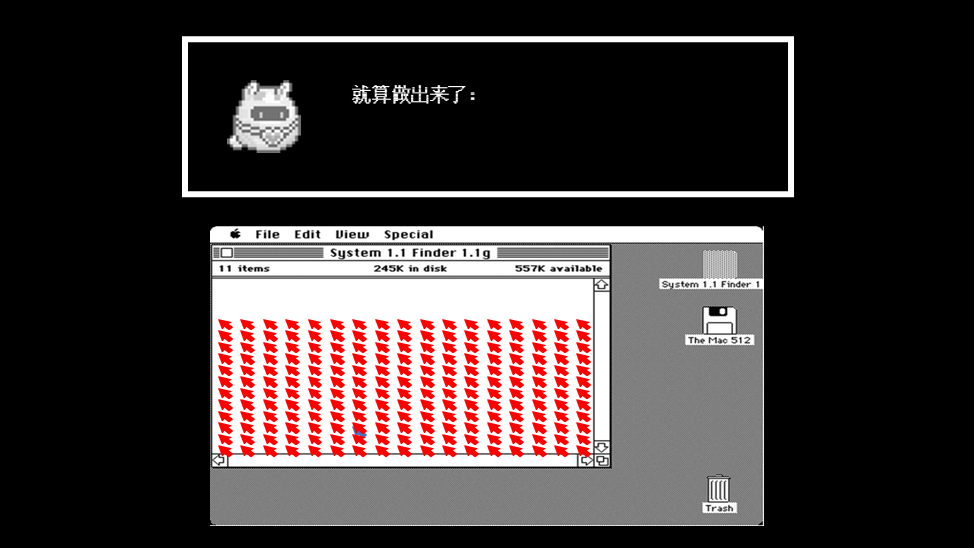 就算做出来了：
File Edit View Special
System 1.1 Finder 1.1g
11 items 245K in disk 557K available
System 1.1 Finder 1
The Mac 512
Trash